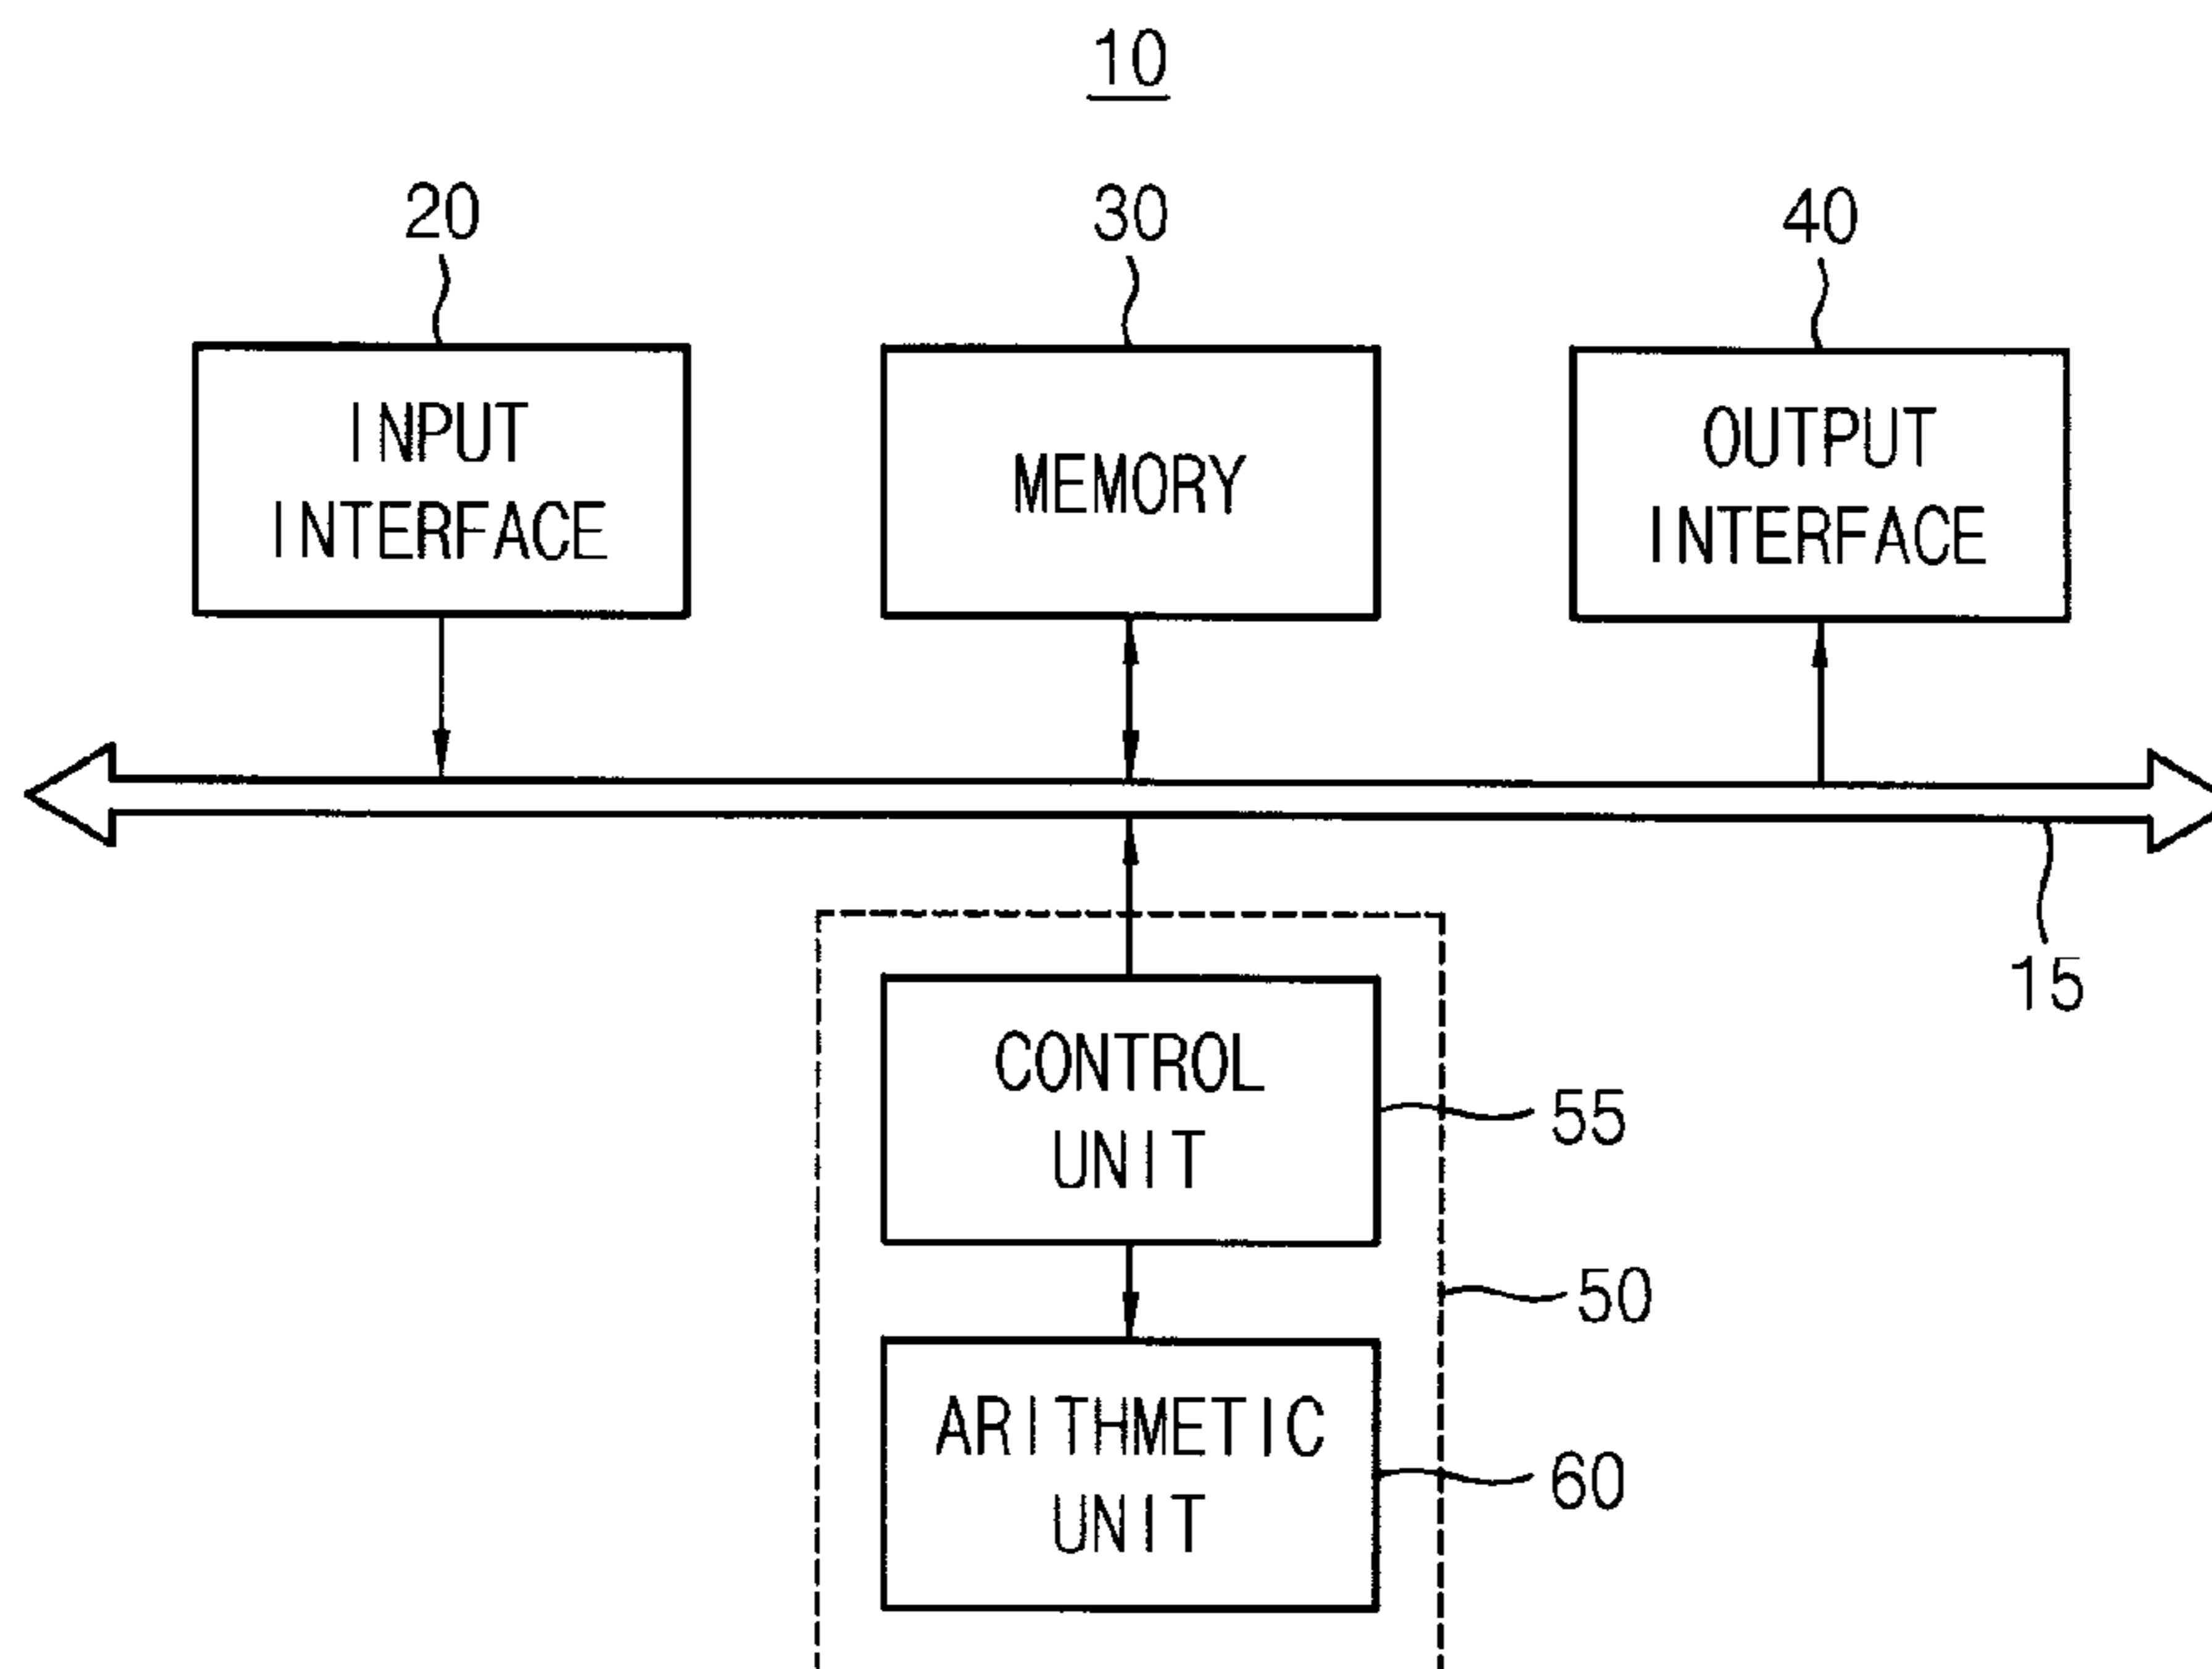 10
20
30
40
INPUT
INTERFACE
MEMORY
OUTPUT
INTERFACE
15
CONTROL
UNIT
55
50
ARITHMETIC
UNIT
60